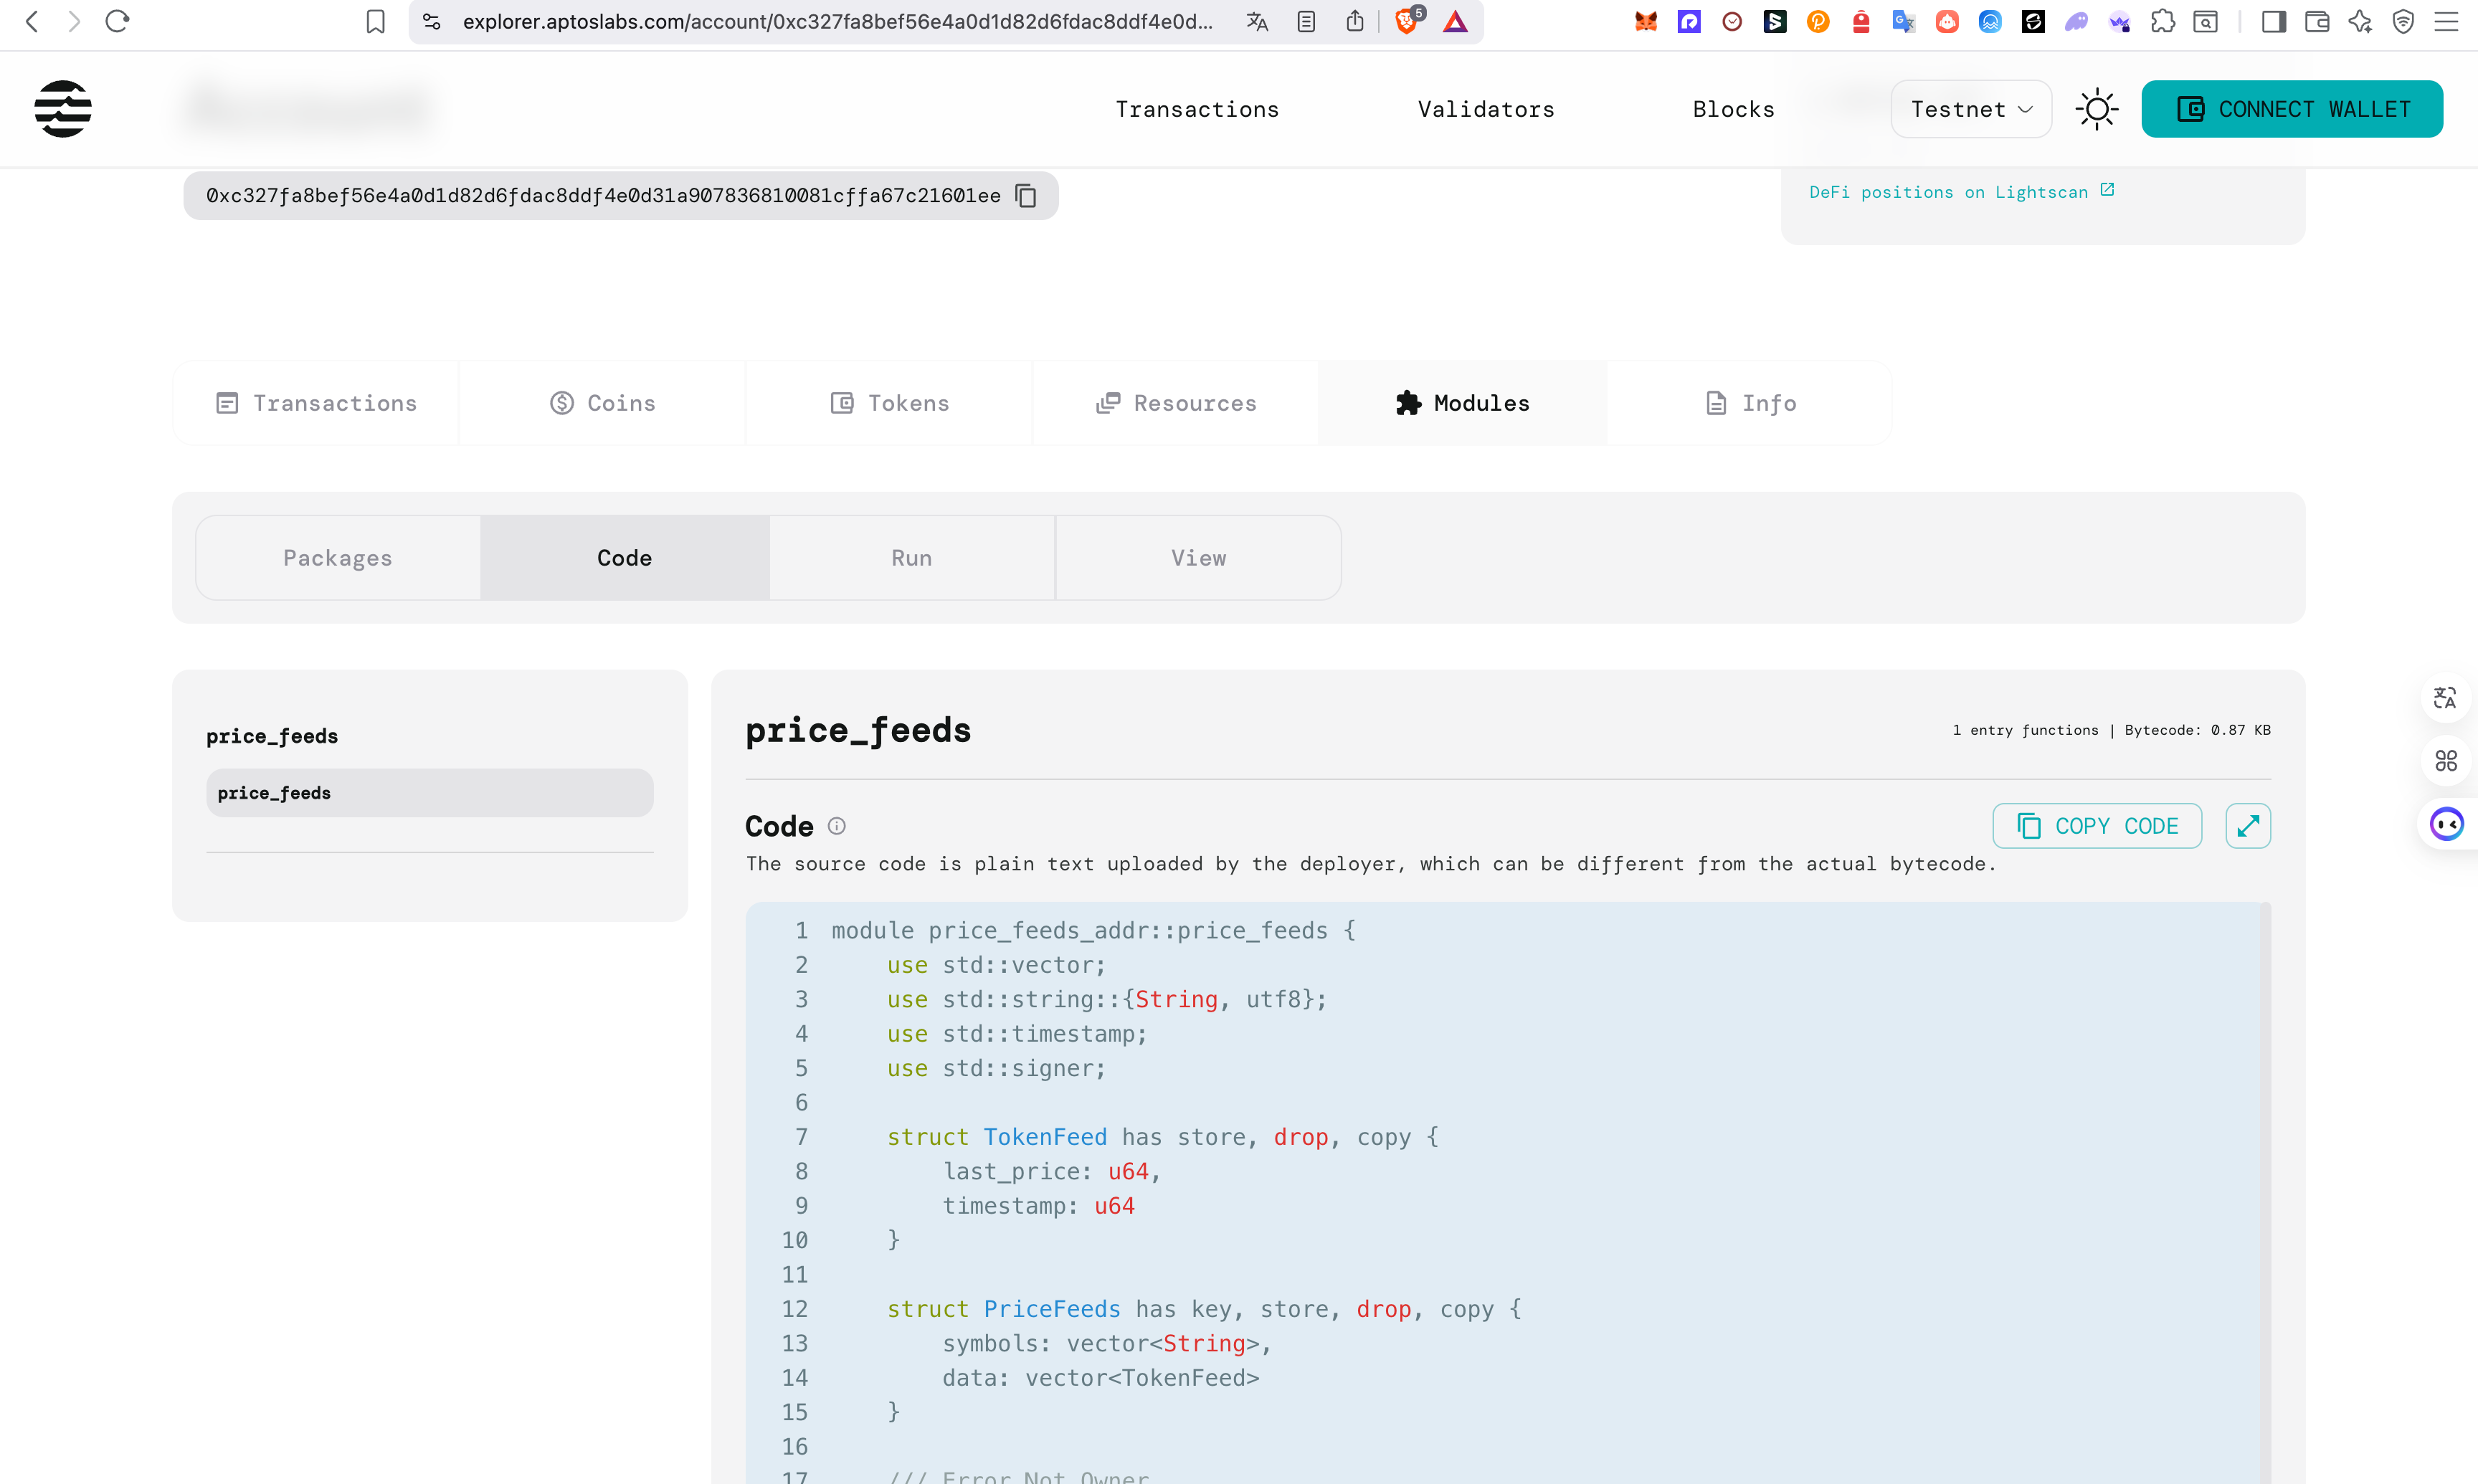 explorer.aptoslabs.com/account/0xc327fa8bef56e4a0d1d82d6fdac8ddf4e0d...
5
Transactions
Validators
Blocks
Testnet
CONNECT WALLET
0xc327fa8bef56e4a0d1d82d6fdac8ddf4e0d31a907836810081cffa67c21601ee
DeFi positions on Lightscan
Transactions
Coins
Tokens
Resources
Modules
Info
Packages
Code
Run
View
price_feeds
price_feeds
price_feeds
1 entry functions | Bytecode: 0.87 KB
Code
COPY CODE
The source code is plain text uploaded by the deployer, which can be different from the actual bytecode.
1 module price_feeds_addr::price_feeds {
2     use std::vector;
3     use std::string::{String, utf8};
4     use std::timestamp;
5     use std::signer;
6
7     struct TokenFeed has store, drop, copy {
8         last_price: u64,
9         timestamp: u64
10     }
11
12     struct PriceFeeds has key, store, drop, copy {
13         symbols: vector<String>,
14         data: vector<TokenFeed>
15     }
16
17     /// Error Not Owner